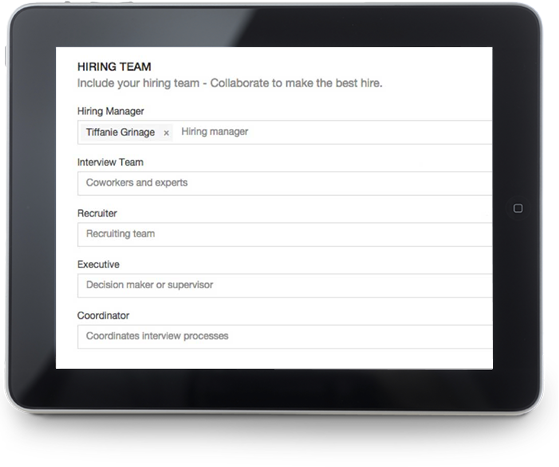 HIRING TEAM
Include your hiring team - Collaborate to make the best hire.
Hiring Manager
Tiffanie Grinage × Hiring manager
Interview Team
Coworkers and experts
Recruiter
Recruiting team
Executive
Decision maker or supervisor
Coordinator
Coordinates interview processes